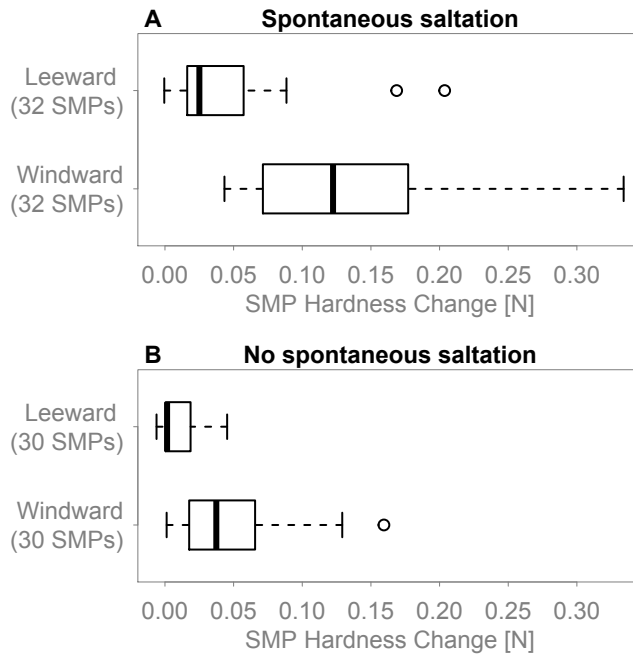 A Spontaneous saltation
Leeward
(32 SMPs)
Windward
(32 SMPs)
0.00 0.05 0.10 0.15 0.20 0.25 0.30
SMP Hardness Change [N]
B No spontaneous saltation
Leeward
(30 SMPs)
Windward
(30 SMPs)
0.00 0.05 0.10 0.15 0.20 0.25 0.30
SMP Hardness Change [N]